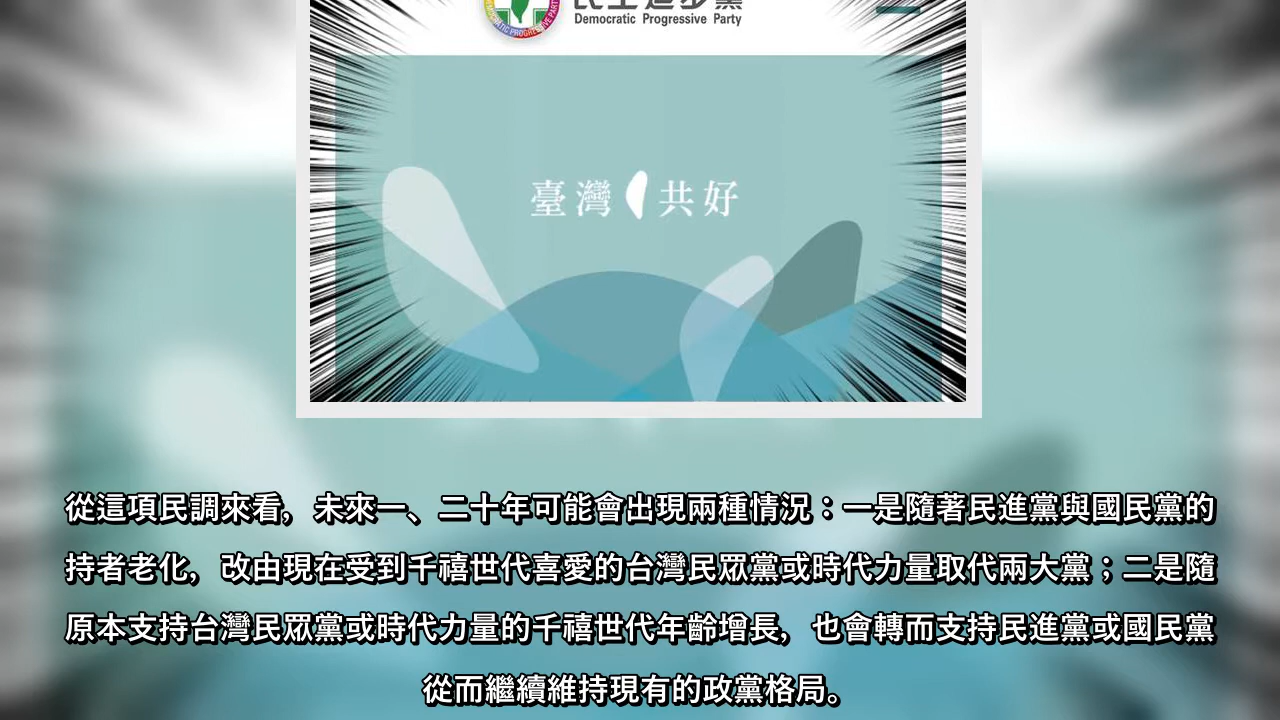 民主進步黨
Democratic Progressive Party
臺灣 共好
從這項民調來看，未來一、二十年可能會出現兩種情況：一是隨著民進黨與國民黨的
持者老化，改由現在受到千禧世代喜愛的台灣民眾黨或時代力量取代兩大黨；二是隨
原本支持台灣民眾黨或時代力量的千禧世代年齡增長，也會轉而支持民進黨或國民黨
從而繼續維持現有的政黨格局。